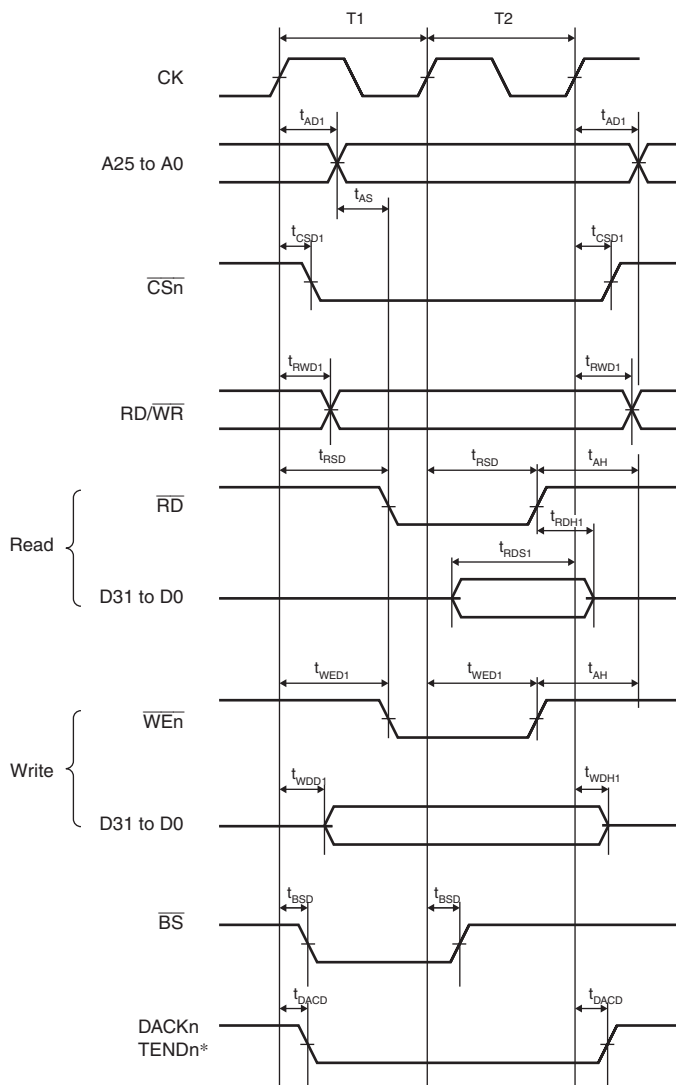 T1 T2
CK
tAD1 tAD1
A25 to A0
tAS
tCSD1 tCSD1
CSn
tRWD1 tRWD1
RD/WR
tRSD tRSD tAH
RD
tRDH1
Read
tRDS1
D31 to D0
tWED1 tWED1 tAH
WEn
Write
tWDD1 tWDH1
D31 to D0
tBSD tBSD
BS
tDACD tDACD
DACKn
TENDn*